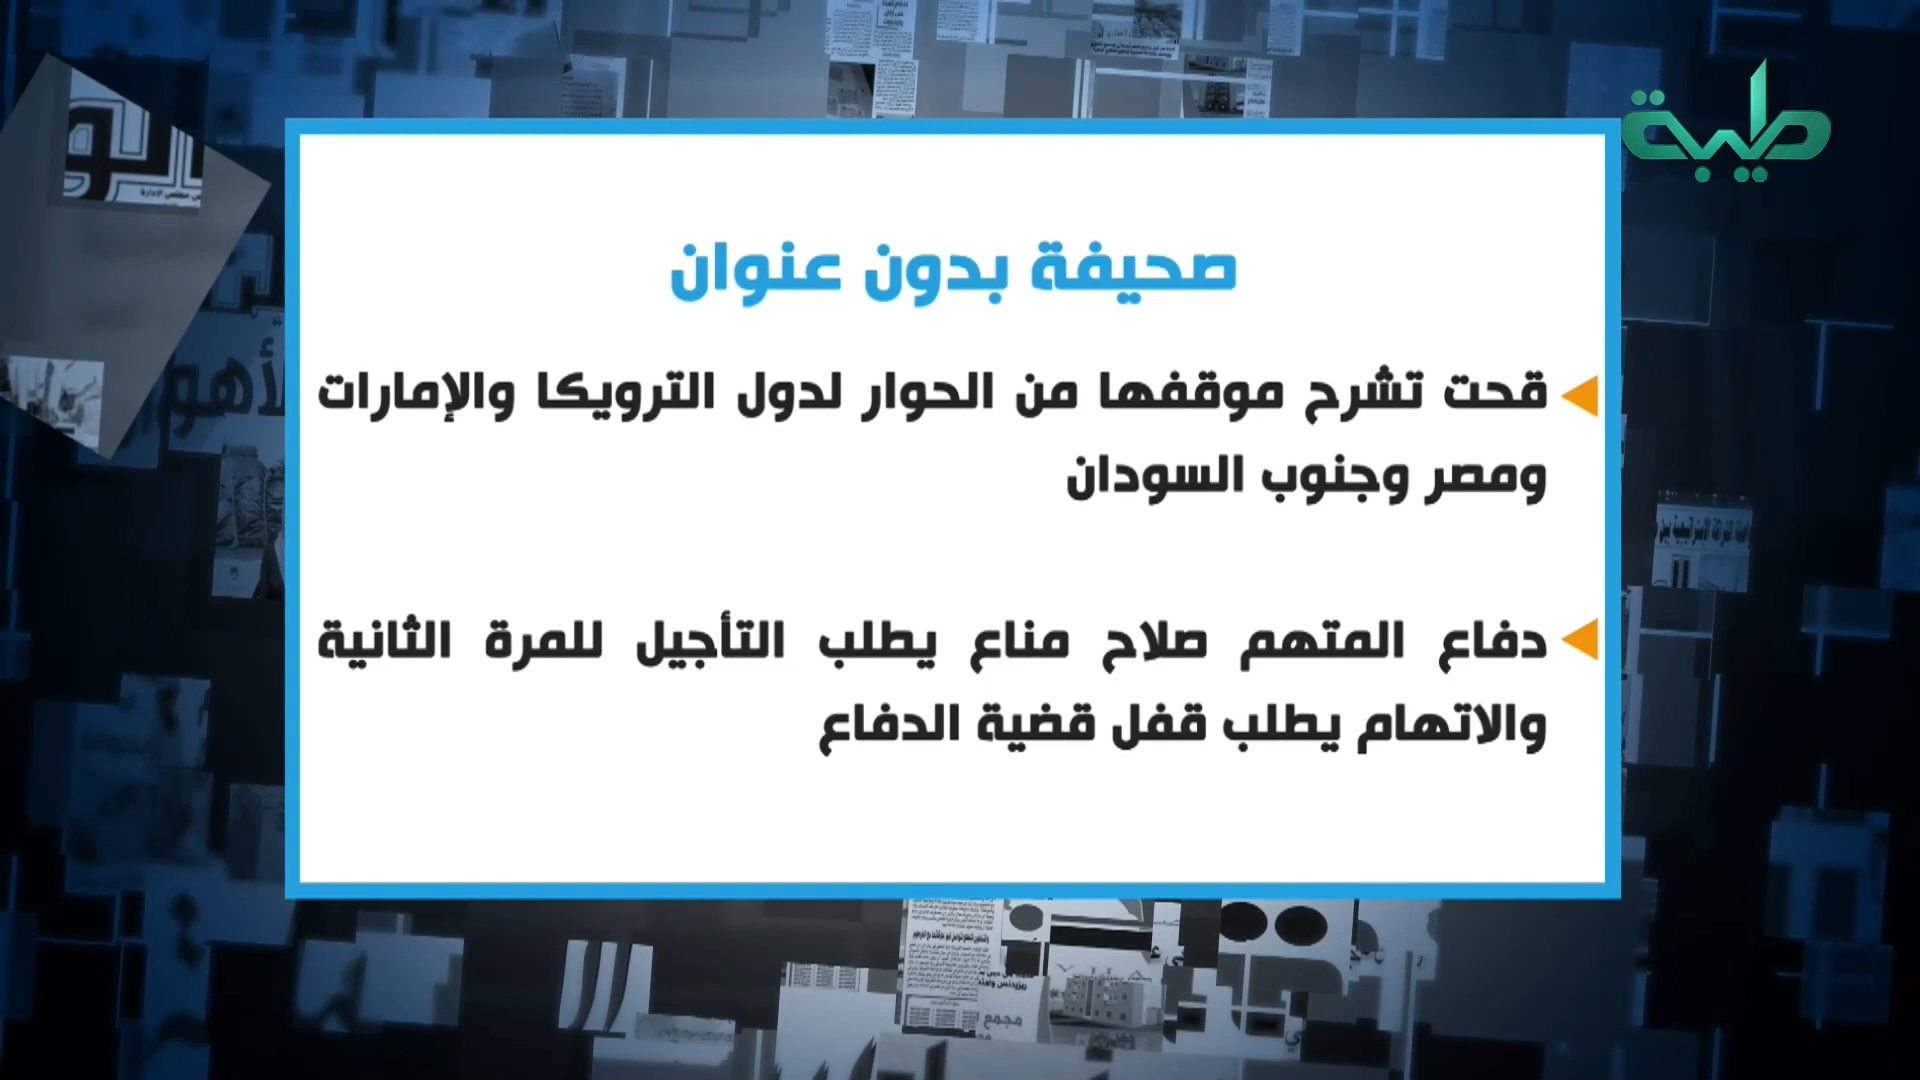 طيبة
صحيفة بدون عنوان
قحت تشرح موقفها من الحوار لدول الترويكا والإمارات
ومصر وجنوب السودان
دفاع المتهم صلاح مناع يطلب التأجيل للمرة الثانية
والاتهام يطلب قفل قضية الدفاع
مجمع